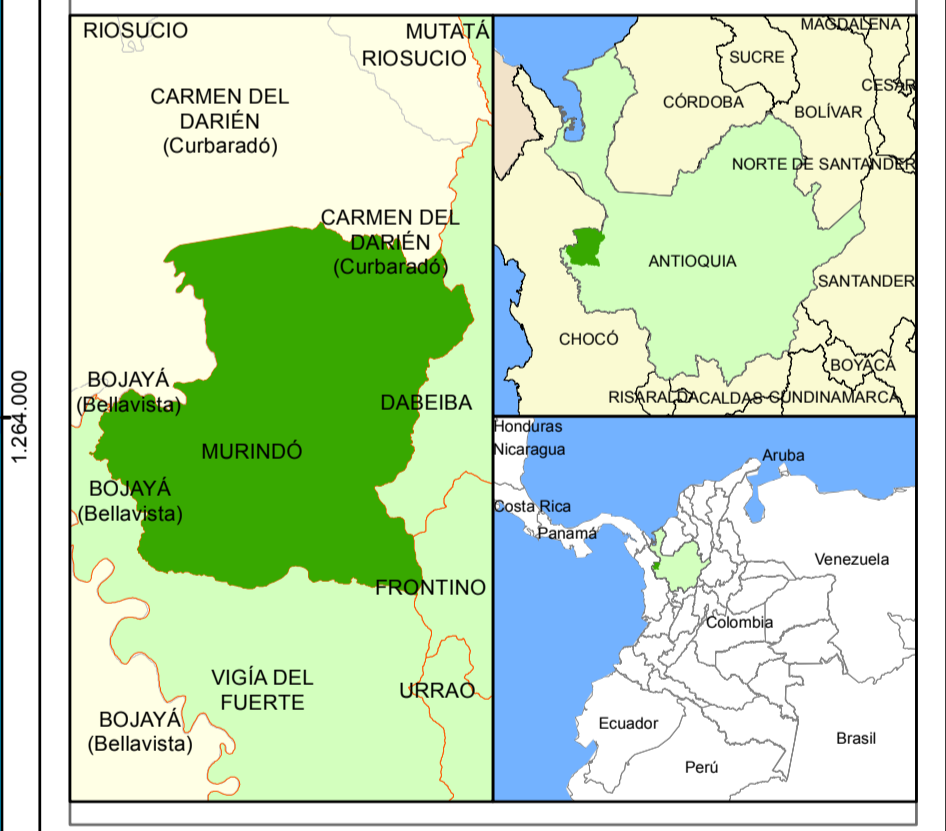 1.264.000
RIOSUCIO
MUTATÁ
RIOSUCIO
CARMEN DEL
DARIÉN
(Curbaradó)
CARMEN DEL
DARIÉN
(Curbaradó)
BOJAYÁ
(Bellavista)
DABEIBA
MURINDÓ
BOJAYÁ
(Bellavista)
FRONTINO
VIGÍA DEL
FUERTE
URRAO
BOJAYÁ
(Bellavista)
MAGDALENA
SUCRE
CESAR
CÓRDOBA
BOLÍVAR
NORTE DE SANTANDER
ANTIOQUIA
SANTANDER
CHOCÓ
BOYACÁ
RISARALDA
CALDAS
CUNDINAMARCA
Honduras
Nicaragua
Aruba
Costa Rica
Panamá
Venezuela
Colombia
Ecuador
Brasil
Perú